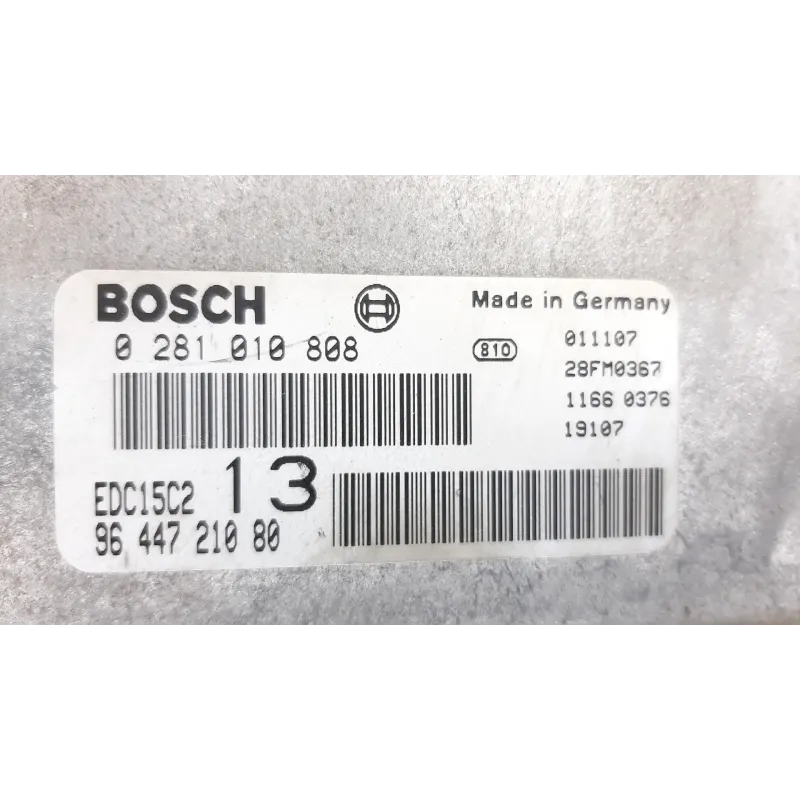 BOSCH
Made in Germany
0 281 010 808
810
011107
28FM0367
1166 0376
19107
EDC15C2
13
96 447 210 80